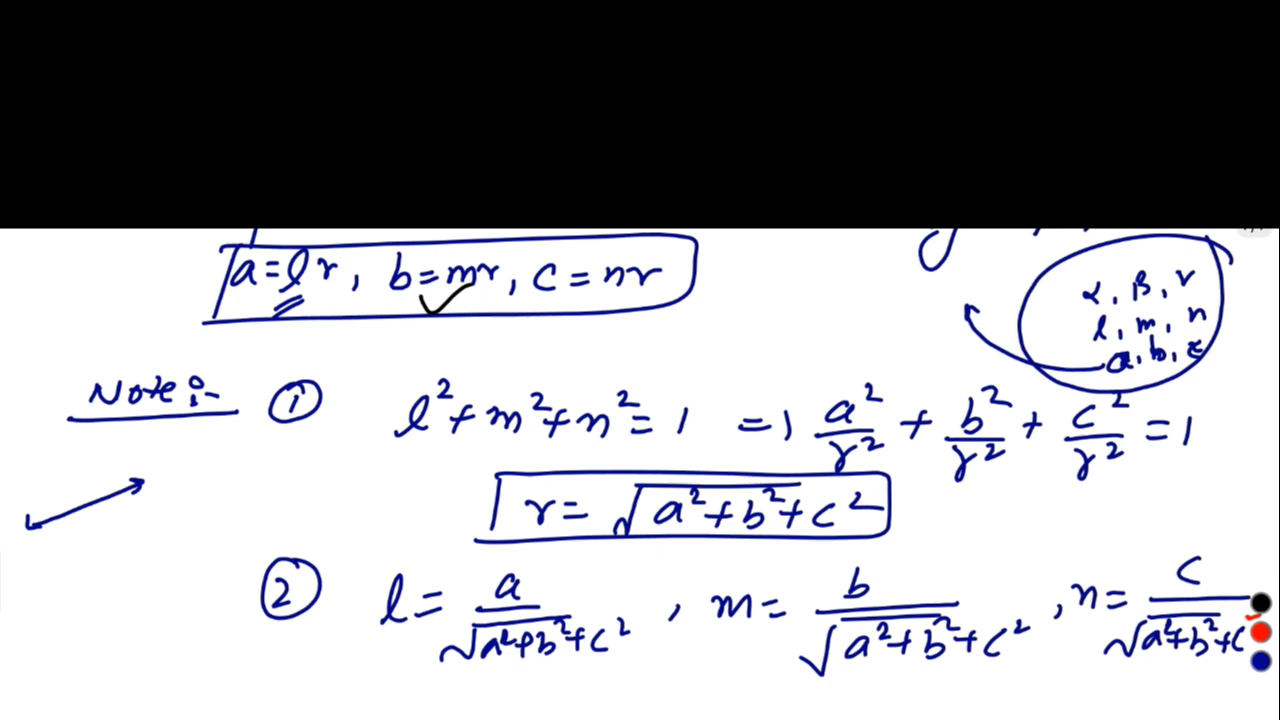 a = lr, b = mr, c = nr
α, β, γ
l, m, n
a, b, c
Note :- ① l² + m² + n² = 1 = 1 a²/r² + b²/r² + c²/r² = 1
r = √a² + b² + c²
② l = a/√a² + b² + c² , m = b/√a² + b² + c² , n = c/√a² + b² + c